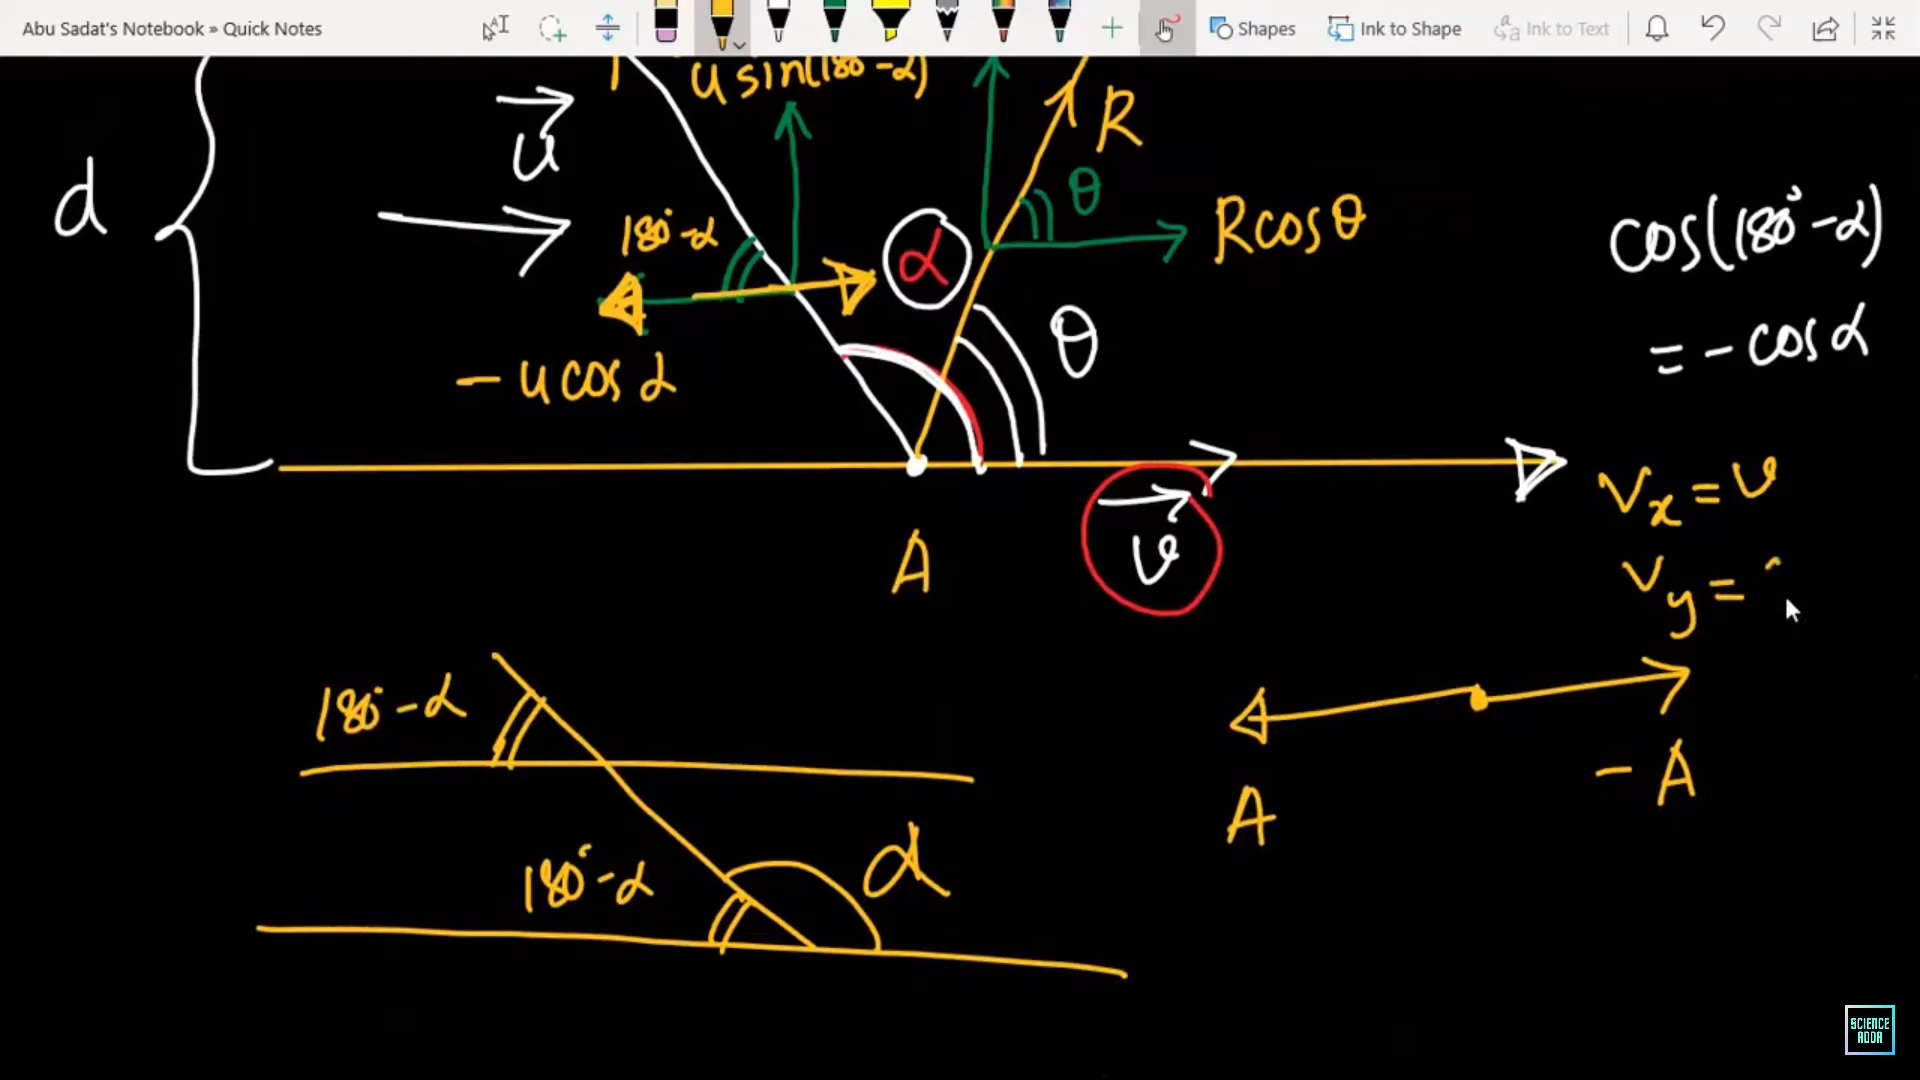 Abu Sadat's Notebook » Quick Notes
Shapes
Ink to Shape
Ink to Text
u sin(180°-α)
R
u
d
180°-α
α
θ
R cos θ
cos(180°-α)
= - cos α
- u cos α
θ
A
v
Vx = v
Vy =
180°-α
180°-α
α
A
- A
SCIENCE
ADDA